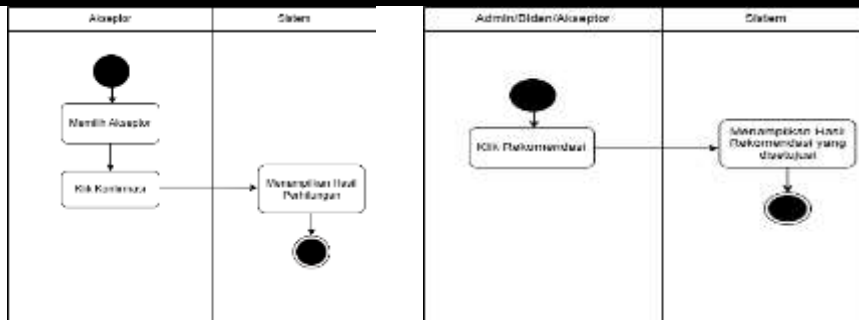 Akseptor
Sistem
Memilih Akseptor
Klik Konfirmasi
Menampilkan Hasil
Perhitungan
Admin/Bidan/Akseptor
Sistem
Klik Rekomendasi
Menampilkan Hasil
Rekomendasi yang
disetujui